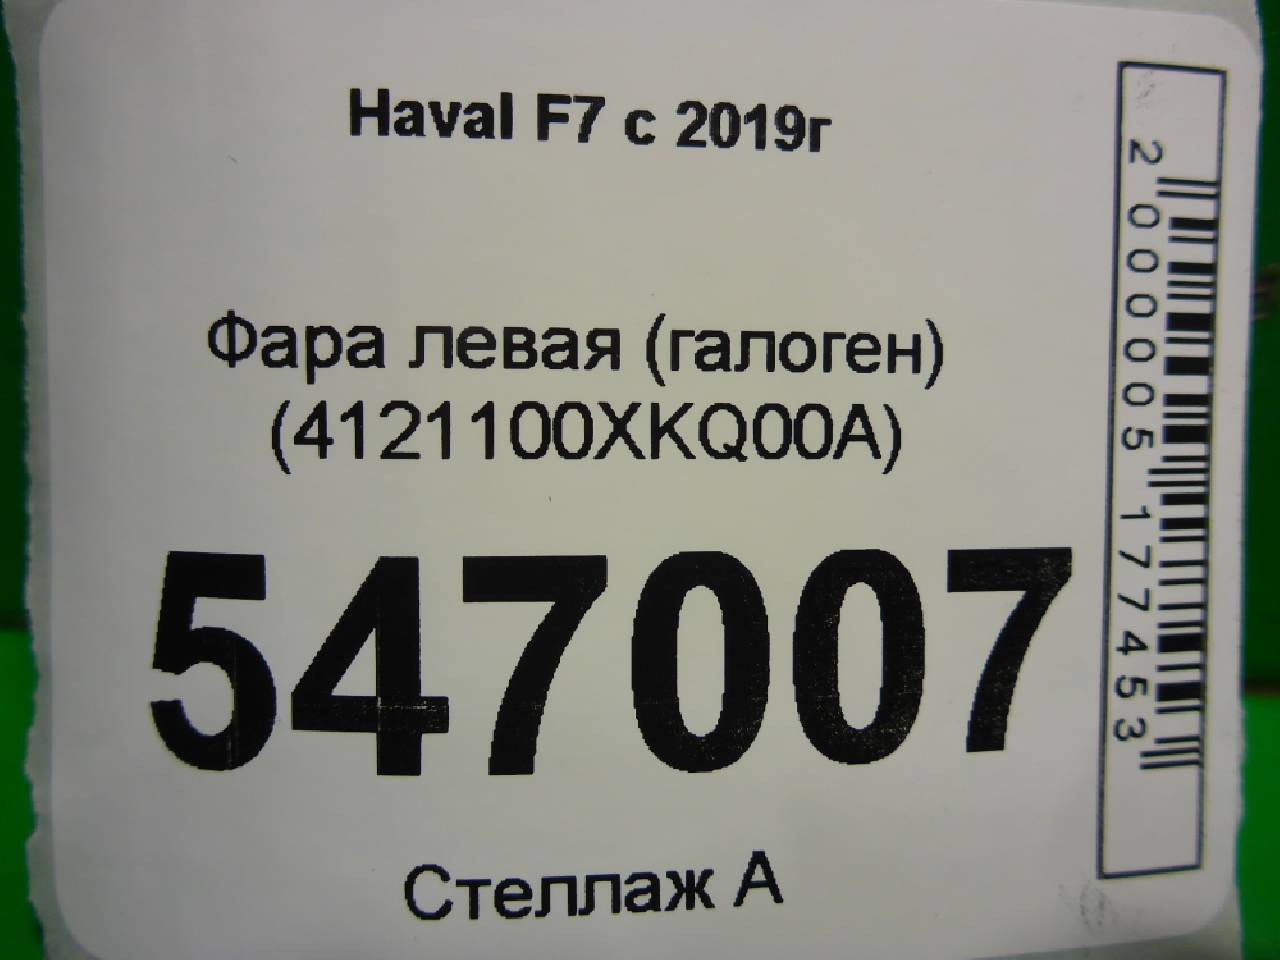 Haval F7 с 2019г
Фара левая (галоген)
(4121100XKQ00A)
547007
Стеллаж А
2000005177453